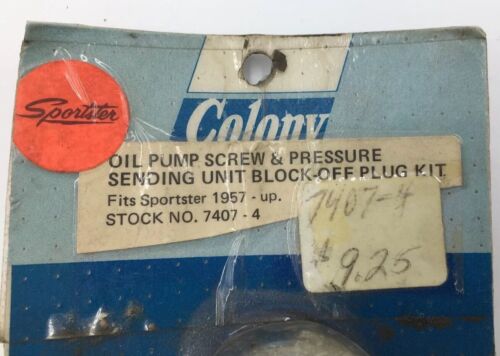 Sportster
Colony
OIL PUMP SCREW & PRESSURE
SENDING UNIT BLOCK-OFF PLUG KIT
Fits Sportster 1957 - up.
STOCK NO. 7407 - 4
7407-4
$9.25